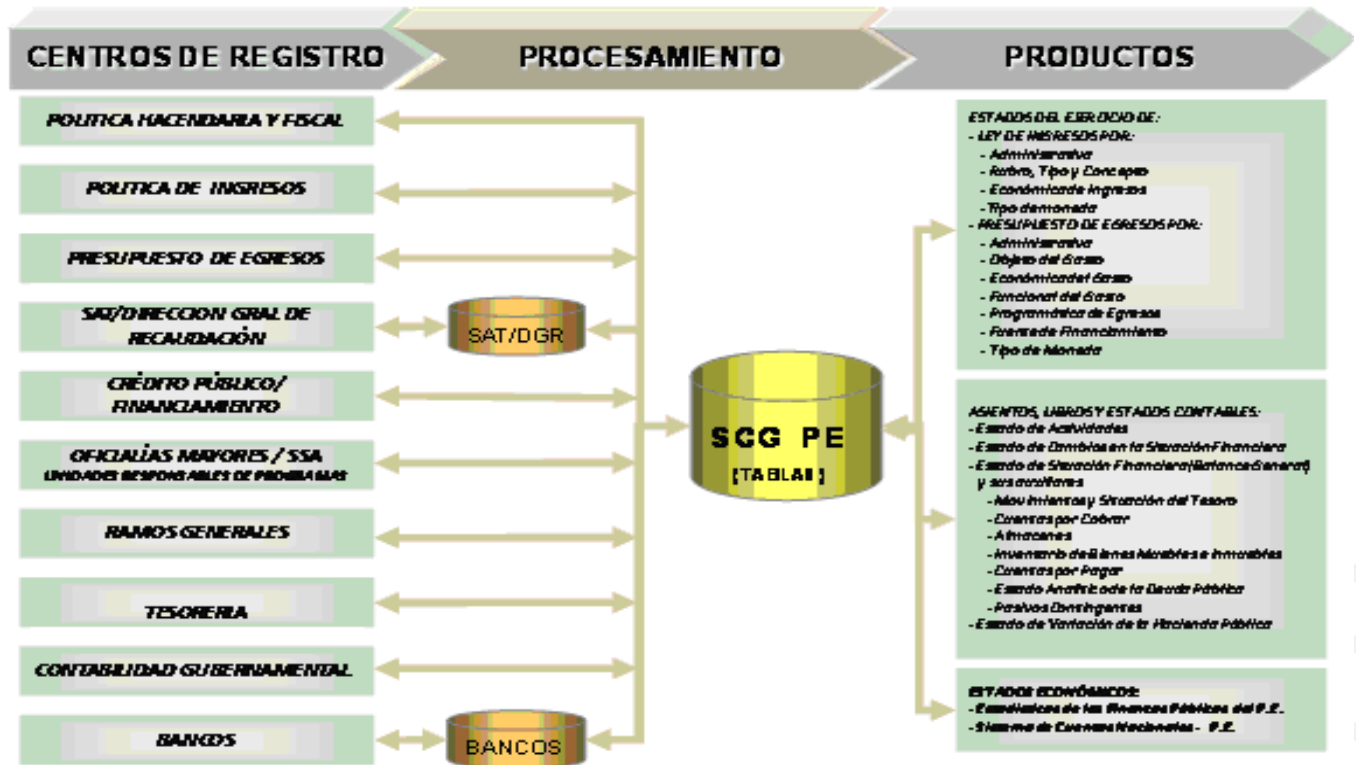 CENTROS DE REGISTRO
PROCESAMIENTO
PRODUCTOS
POLITICA HACENDARIA Y FISCAL
POLITICA DE INGRESOS
PRESUPUESTO DE EGRESOS
SAT/DIRECCION GRAL DE
RECAUDACIÓN
CRÉDITO PÚBLICO/
FINANCIAMIENTO
OFICIALÍAS MAYORES / SSA
UNIDADES RESPONSABLES DE PROGRAMAS
RAMOS GENERALES
TESORERIA
CONTABILIDAD GUBERNAMENTAL
BANCOS
SAT/DGR
BANCOS
SCG PE
(TABLAS)
ESTADOS DEL EJERCICIO DE:
- LEY DE INGRESOS POR:
- Administrativa
- Rubro, Tipo y Concepto
- Económica de Ingresos
- Tipo de moneda
- PRESUPUESTO DE EGRESOS POR:
- Administrativa
- Objeto del Gasto
- Económica del Gasto
- Funcional del Gasto
- Programática de Egresos
- Fuente de Financiamiento
- Tipo de Moneda
ASIENTOS, LIBROS Y ESTADOS CONTABLES:
- Estado de Actividades
- Estado de Cambios en la Situación Financiera
- Estado de Situación Financiera (Balance General)
y sus auxiliares
- Movimientos y Situación del Tesoro
- Cuentas por Cobrar
- Almacenes
- Inventario de Bienes Muebles e Inmuebles
- Cuentas por Pagar
- Estado Analítico de la Deuda Pública
- Pasivos Contingentes
- Estado de Variación de la Hacienda Pública
ESTADOS ECONÓMICOS:
- Estadísticas de las Finanzas Públicas del P.E.
- Sistema de Cuentas Nacionales - P.E.